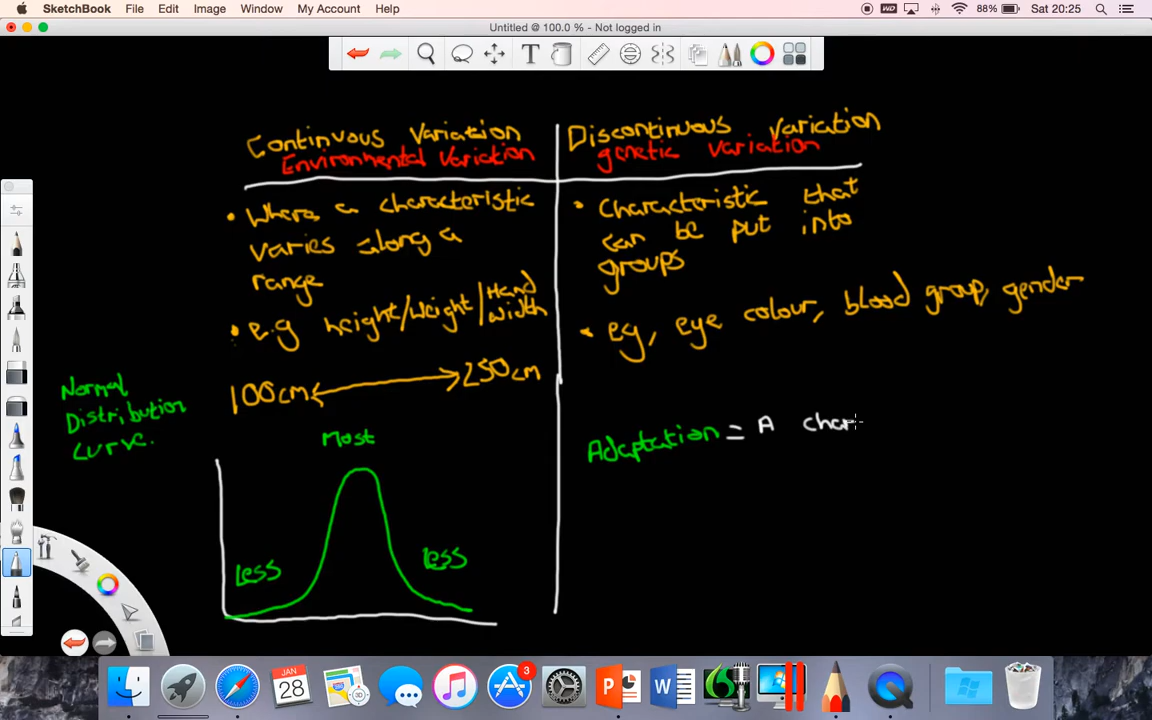 SketchBook File Edit Image Window My Account Help
88% Sat 20:25
Untitled @ 100.0 % - Not logged in
Continuous Variation
Environmental Variation
• Where a characteristic
varies along a
range
• e.g height/Weight/Hand
width
100cm 250cm
Normal
Distribution
Curve.
Most
Less
Less
Discontinuous Variation
genetic variation
• Characteristic that
can be put into
groups
• eg, eye colour, blood group, gender
Adaptation = A char
JAN
28
3